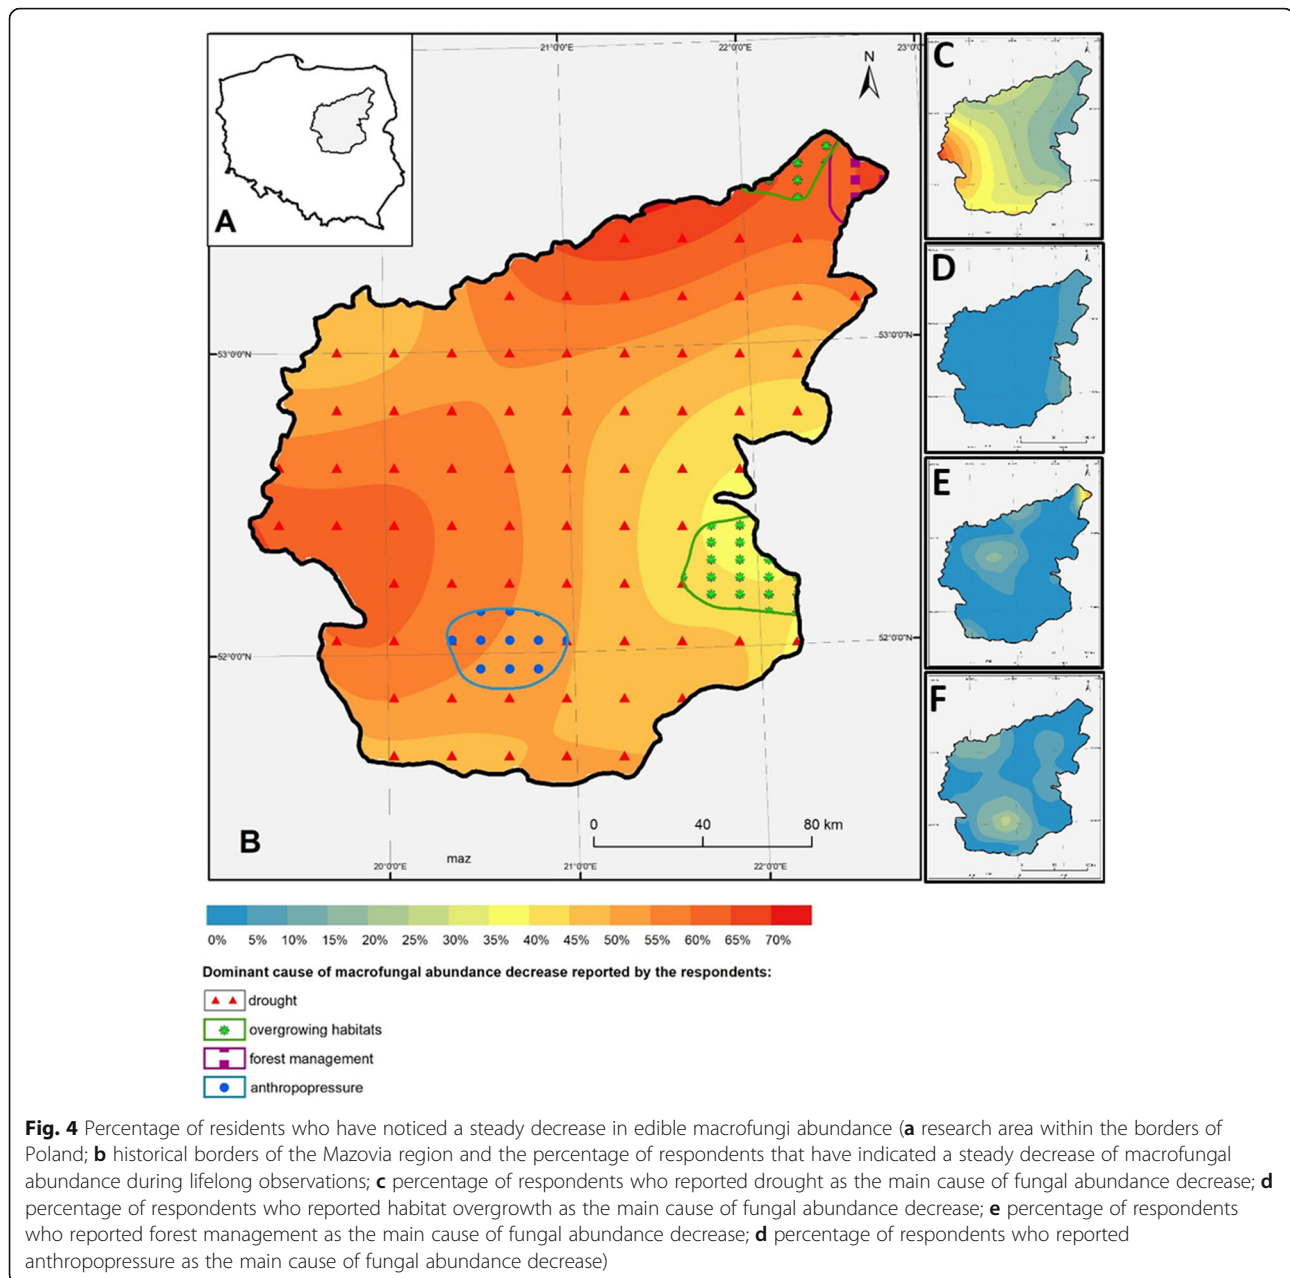 21°0'0"E
22°0'0"E
23°0'
N
A
C
D
E
F
53°0'0"N
53°0'0"N
52°0'0"N
52°0'0"N
B
maz
0 40 80 km
20°0'0"E
21°0'0"E
22°0'0"E
0% 5% 10% 15% 20% 25% 30% 35% 40% 45% 50% 55% 60% 65% 70%
Dominant cause of macrofungal abundance decrease reported by the respondents:
drought
overgrowing habitats
forest management
anthropopressure
Fig. 4 Percentage of residents who have noticed a steady decrease in edible macrofungi abundance (a research area within the borders of
Poland; b historical borders of the Mazovia region and the percentage of respondents that have indicated a steady decrease of macrofungal
abundance during lifelong observations; c percentage of respondents who reported drought as the main cause of fungal abundance decrease; d
percentage of respondents who reported habitat overgrowth as the main cause of fungal abundance decrease; e percentage of respondents
who reported forest management as the main cause of fungal abundance decrease; d percentage of respondents who reported
anthropopressure as the main cause of fungal abundance decrease)